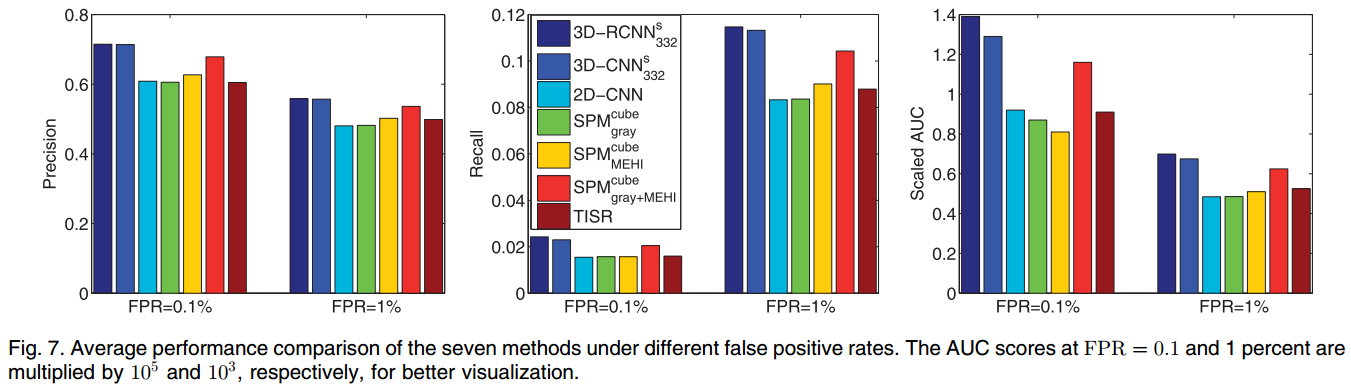 0.8
0.6
0.4
0.2
0
Precision
FPR=0.1%
FPR=1%
0.12
0.1
0.08
0.06
0.04
0.02
0
Recall
3D−RCNN^s_332
3D−CNN^s_332
2D−CNN
SPM^cube_gray
SPM^cube_MEHI
SPM^cube_gray+MEHI
TISR
FPR=0.1%
FPR=1%
1.4
1.2
1
0.8
0.6
0.4
0.2
0
Scaled AUC
FPR=0.1%
FPR=1%
Fig. 7. Average performance comparison of the seven methods under different false positive rates. The AUC scores at FPR = 0.1 and 1 percent are
multiplied by 10^5 and 10^3, respectively, for better visualization.